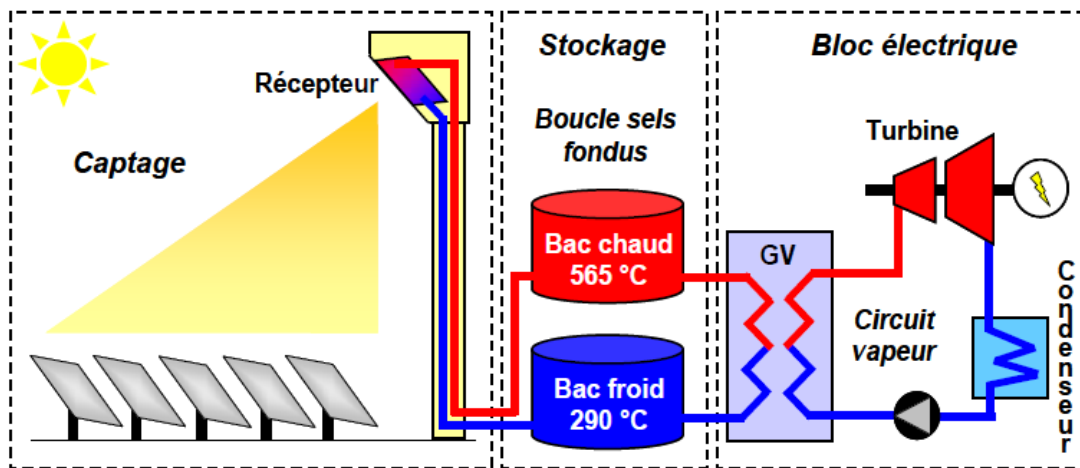 Récepteur
Captage
Stockage
Boucle sels
fondus
Bac chaud
565 °C
Bac froid
290 °C
Bloc électrique
Turbine
GV
Circuit
vapeur
Condenseur